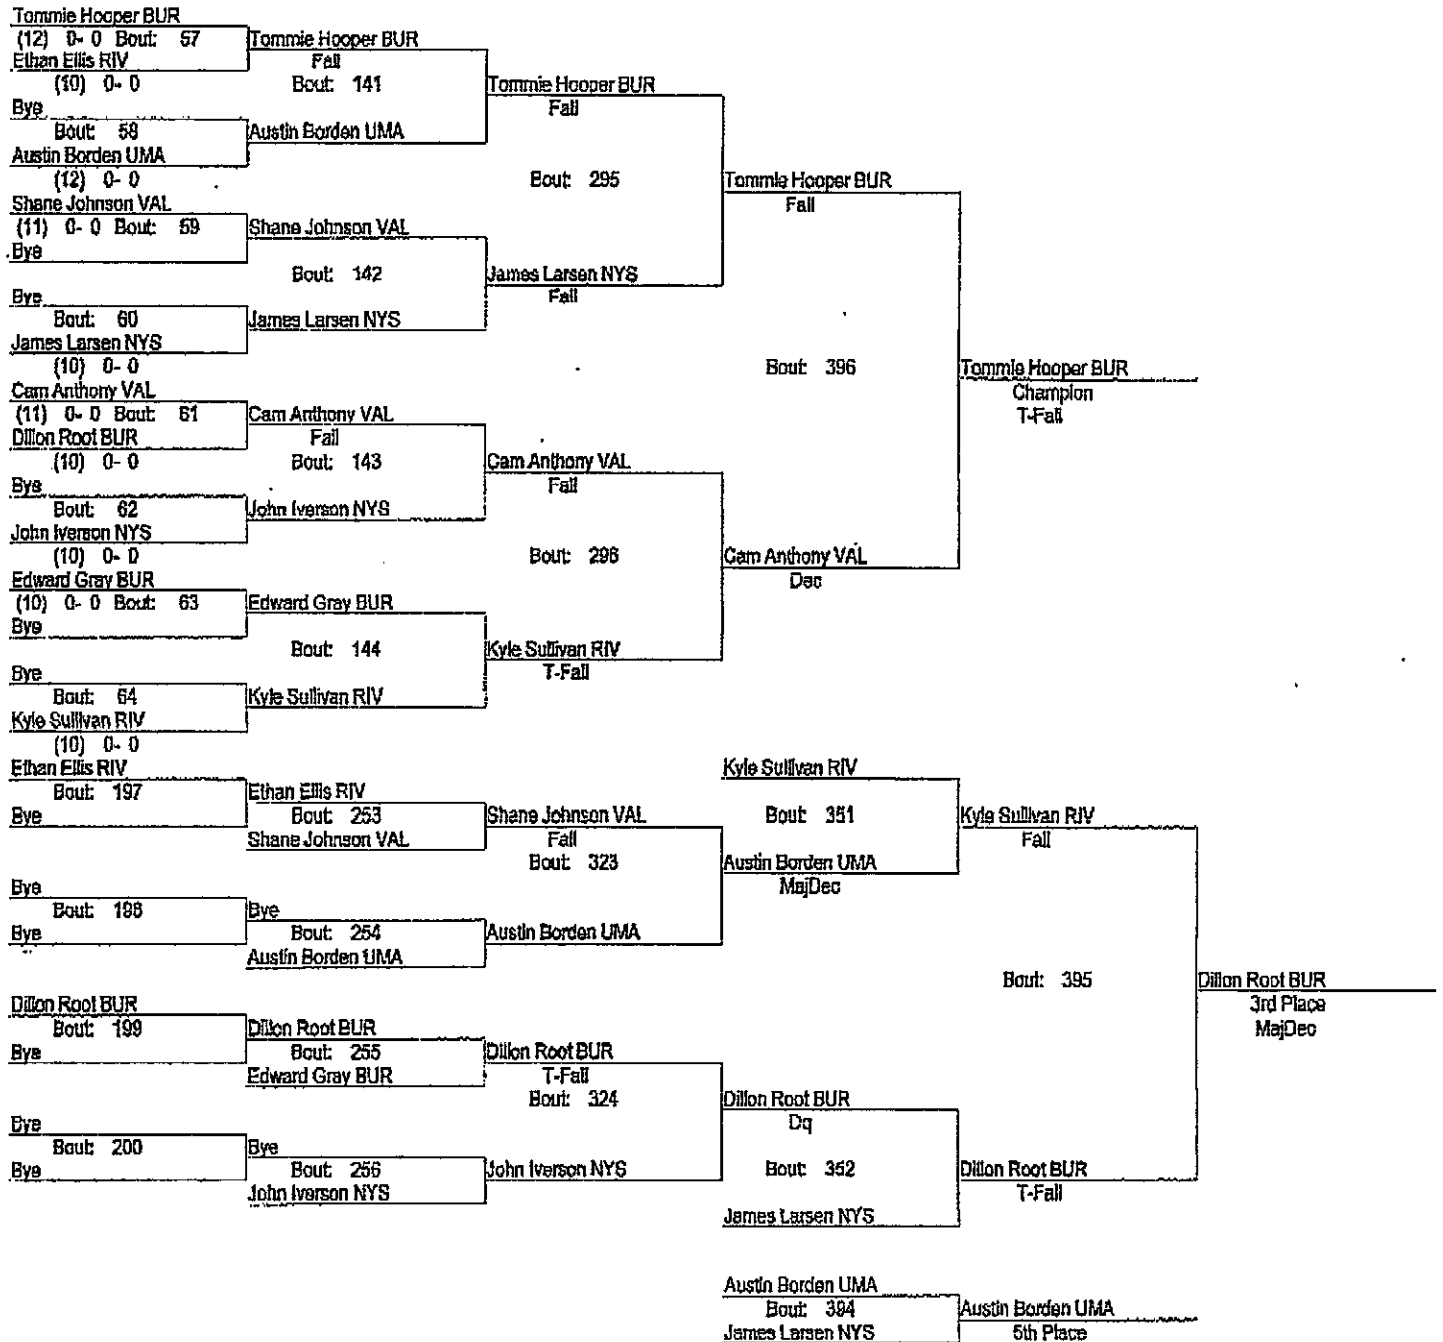 Tommie Hooper BUR
(12) 0- 0 Bout: 57
Ethan Ellis RIV
(10) 0- 0
Bye
Bout: 58
Austin Borden UMA
(12) 0- 0
Shane Johnson VAL
(11) 0- 0 Bout: 59
Bye
Bye
Bout: 60
James Larsen NYS
(10) 0- 0
Cam Anthony VAL
(11) 0- 0 Bout: 61
Dillon Root BUR
(10) 0- 0
Bye
Bout: 62
John Iverson NYS
(10) 0- 0
Edward Gray BUR
(10) 0- 0 Bout: 63
Bye
Bye
Bout: 64
Kyle Sullivan RIV
(10) 0- 0
Tommie Hooper BUR
Fall
Bout: 141
Austin Borden UMA
Shane Johnson VAL
Bout: 142
James Larsen NYS
Cam Anthony VAL
Fall
Bout: 143
John Iverson NYS
Edward Gray BUR
Bout: 144
Kyle Sullivan RIV
Tommie Hooper BUR
Fall
Bout: 295
James Larsen NYS
Fall
Cam Anthony VAL
Fall
Bout: 296
Kyle Sullivan RIV
T-Fall
Tommie Hooper BUR
Fall
Bout: 396
Cam Anthony VAL
Dec
Tommie Hooper BUR
Champion
T-Fall
Ethan Ellis RIV
Bout: 197
Bye
Bye
Bout: 198
Bye
Dillon Root BUR
Bout: 199
Bye
Bye
Bout: 200
Bye
Ethan Ellis RIV
Bout: 253
Shane Johnson VAL
Bye
Bout: 254
Austin Borden UMA
Dillon Root BUR
Bout: 255
Edward Gray BUR
Bye
Bout: 256
John Iverson NYS
Shane Johnson VAL
Fall
Bout: 323
Austin Borden UMA
Dillon Root BUR
T-Fall
Bout: 324
John Iverson NYS
Kyle Sullivan RIV
Bout: 351
Austin Borden UMA
MajDec
Dillon Root BUR
Dq
Bout: 352
James Larsen NYS
Kyle Sullivan RIV
Fall
Bout: 395
Dillon Root BUR
T-Fall
Dillon Root BUR
3rd Place
MajDec
Austin Borden UMA
Bout: 394
James Larsen NYS
Austin Borden UMA
5th Place